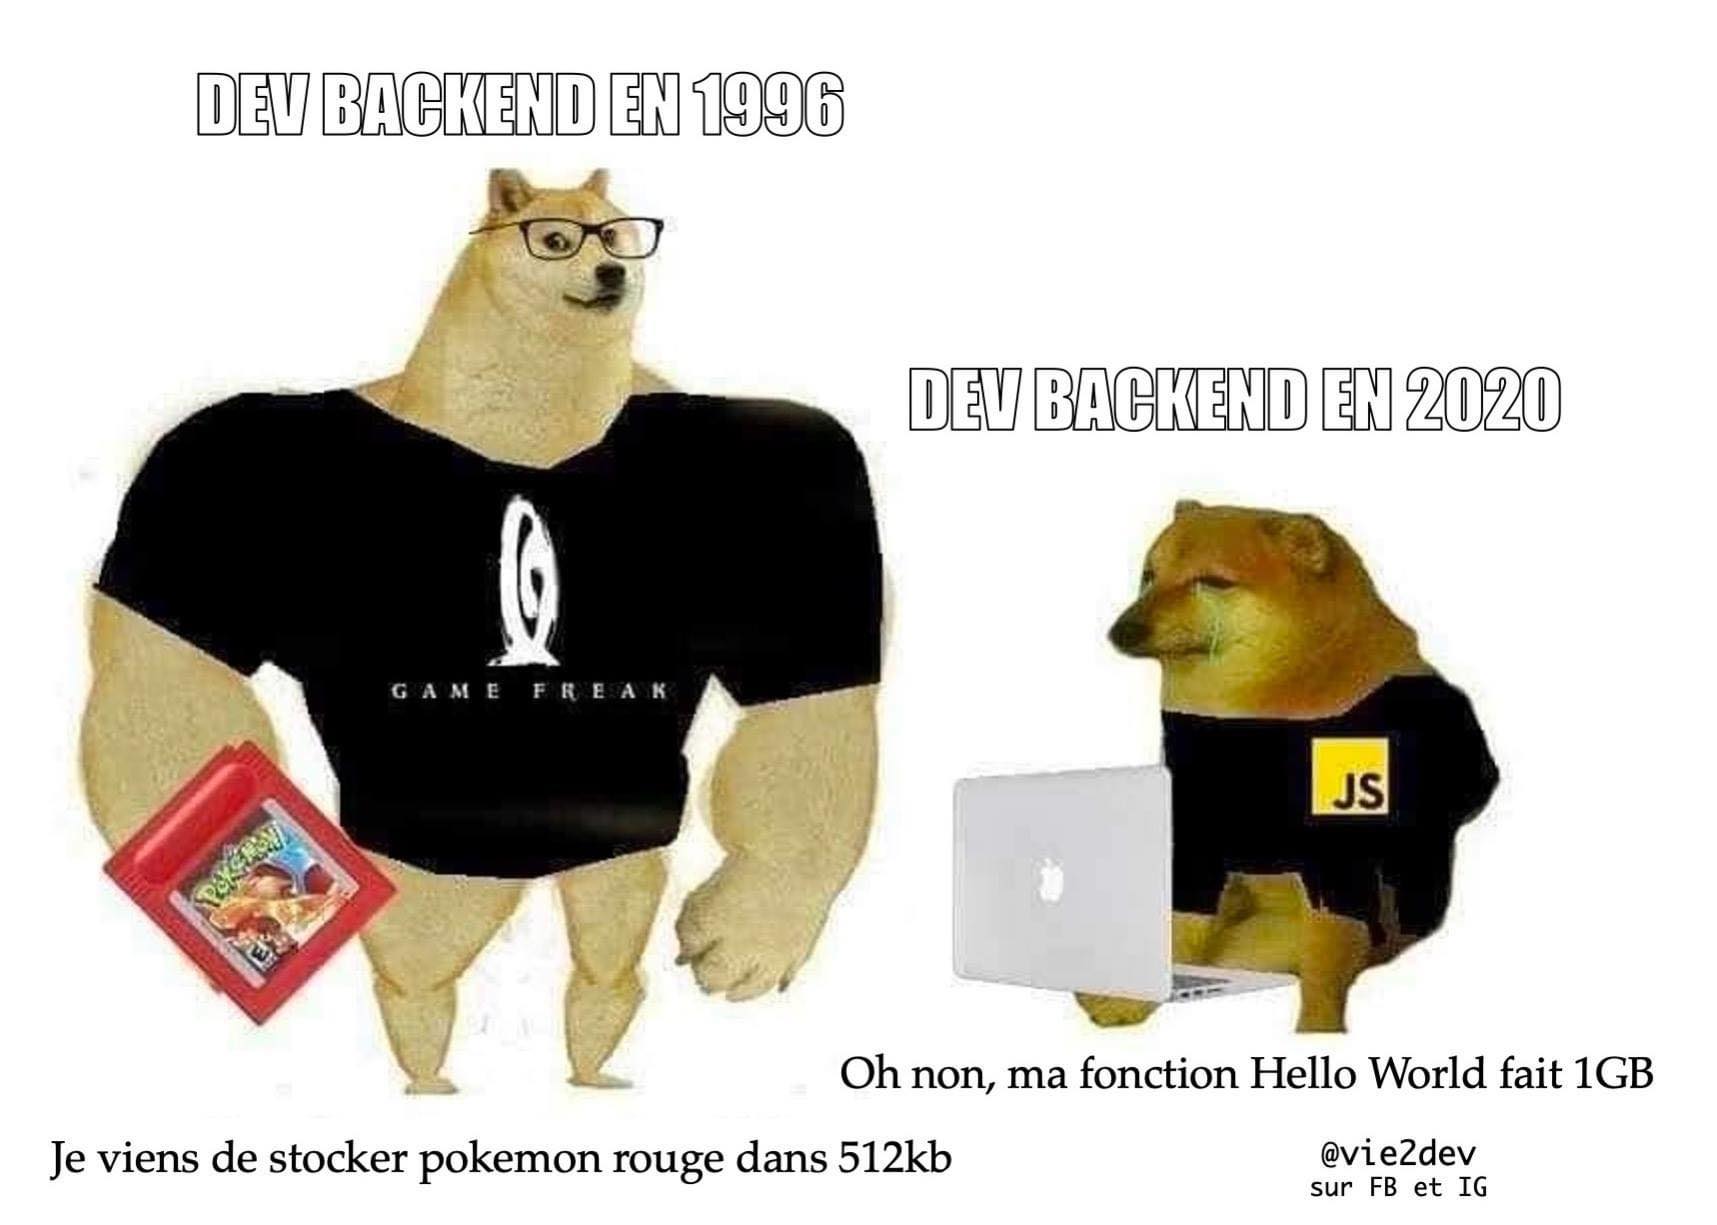 DEV BACKEND EN 1996
DEV BACKEND EN 2020
GAME FREAK
POKéMON
JS
Oh non, ma fonction Hello World fait 1GB
Je viens de stocker pokemon rouge dans 512kb
@vie2dev
sur FB et IG